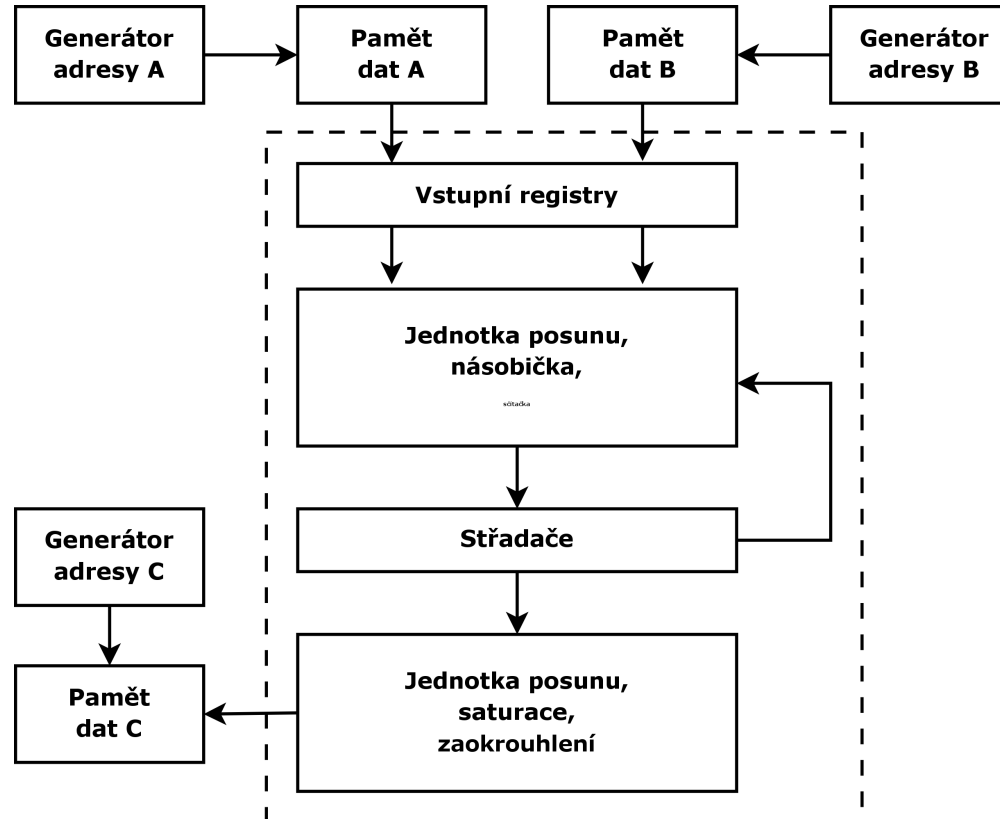 Generátor
adresy A
Pamět
dat A
Pamět
dat B
Generátor
adresy B
Vstupní registry
Jednotka posunu,
násobička,
sčítačka
Střadače
Generátor
adresy C
Pamět
dat C
Jednotka posunu,
saturace,
zaokrouhlení